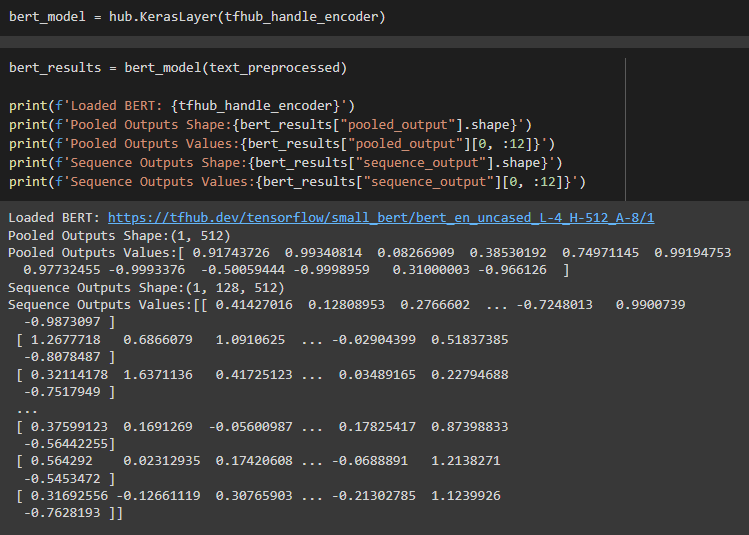 bert_model = hub.KerasLayer(tfhub_handle_encoder)
bert_results = bert_model(text_preprocessed)
print(f'Loaded BERT: {tfhub_handle_encoder}')
print(f'Pooled Outputs Shape:{bert_results["pooled_output"].shape}')
print(f'Pooled Outputs Values:{bert_results["pooled_output"][0, :12]}')
print(f'Sequence Outputs Shape:{bert_results["sequence_output"].shape}')
print(f'Sequence Outputs Values:{bert_results["sequence_output"][0, :12]}')
Loaded BERT: https://tfhub.dev/tensorflow/small_bert/bert_en_uncased_L-4_H-512_A-8/1
Pooled Outputs Shape:(1, 512)
Pooled Outputs Values:[ 0.91743726  0.99340814  0.08266909  0.38530192  0.74971145  0.99194753
  0.97732455 -0.9993376  -0.50059444 -0.9998959   0.31000003 -0.966126  ]
Sequence Outputs Shape:(1, 128, 512)
Sequence Outputs Values:[[ 0.41427016  0.12808953  0.2766602  ... -0.7248013   0.9900739
  -0.9873097 ]
 [ 1.2677718   0.6866079   1.0910625  ... -0.02904399  0.51837385
  -0.8078487 ]
 [ 0.32114178  1.6371136   0.41725123 ...  0.03489165  0.22794688
  -0.7517949 ]
 ...
 [ 0.37599123  0.1691269  -0.05600987 ...  0.17825417  0.87398833
  -0.56442255]
 [ 0.564292    0.02312935  0.17420608 ... -0.0688891   1.2138271
  -0.5453472 ]
 [ 0.31692556 -0.12661119  0.30765903 ... -0.21302785  1.1239926
  -0.7628193 ]]